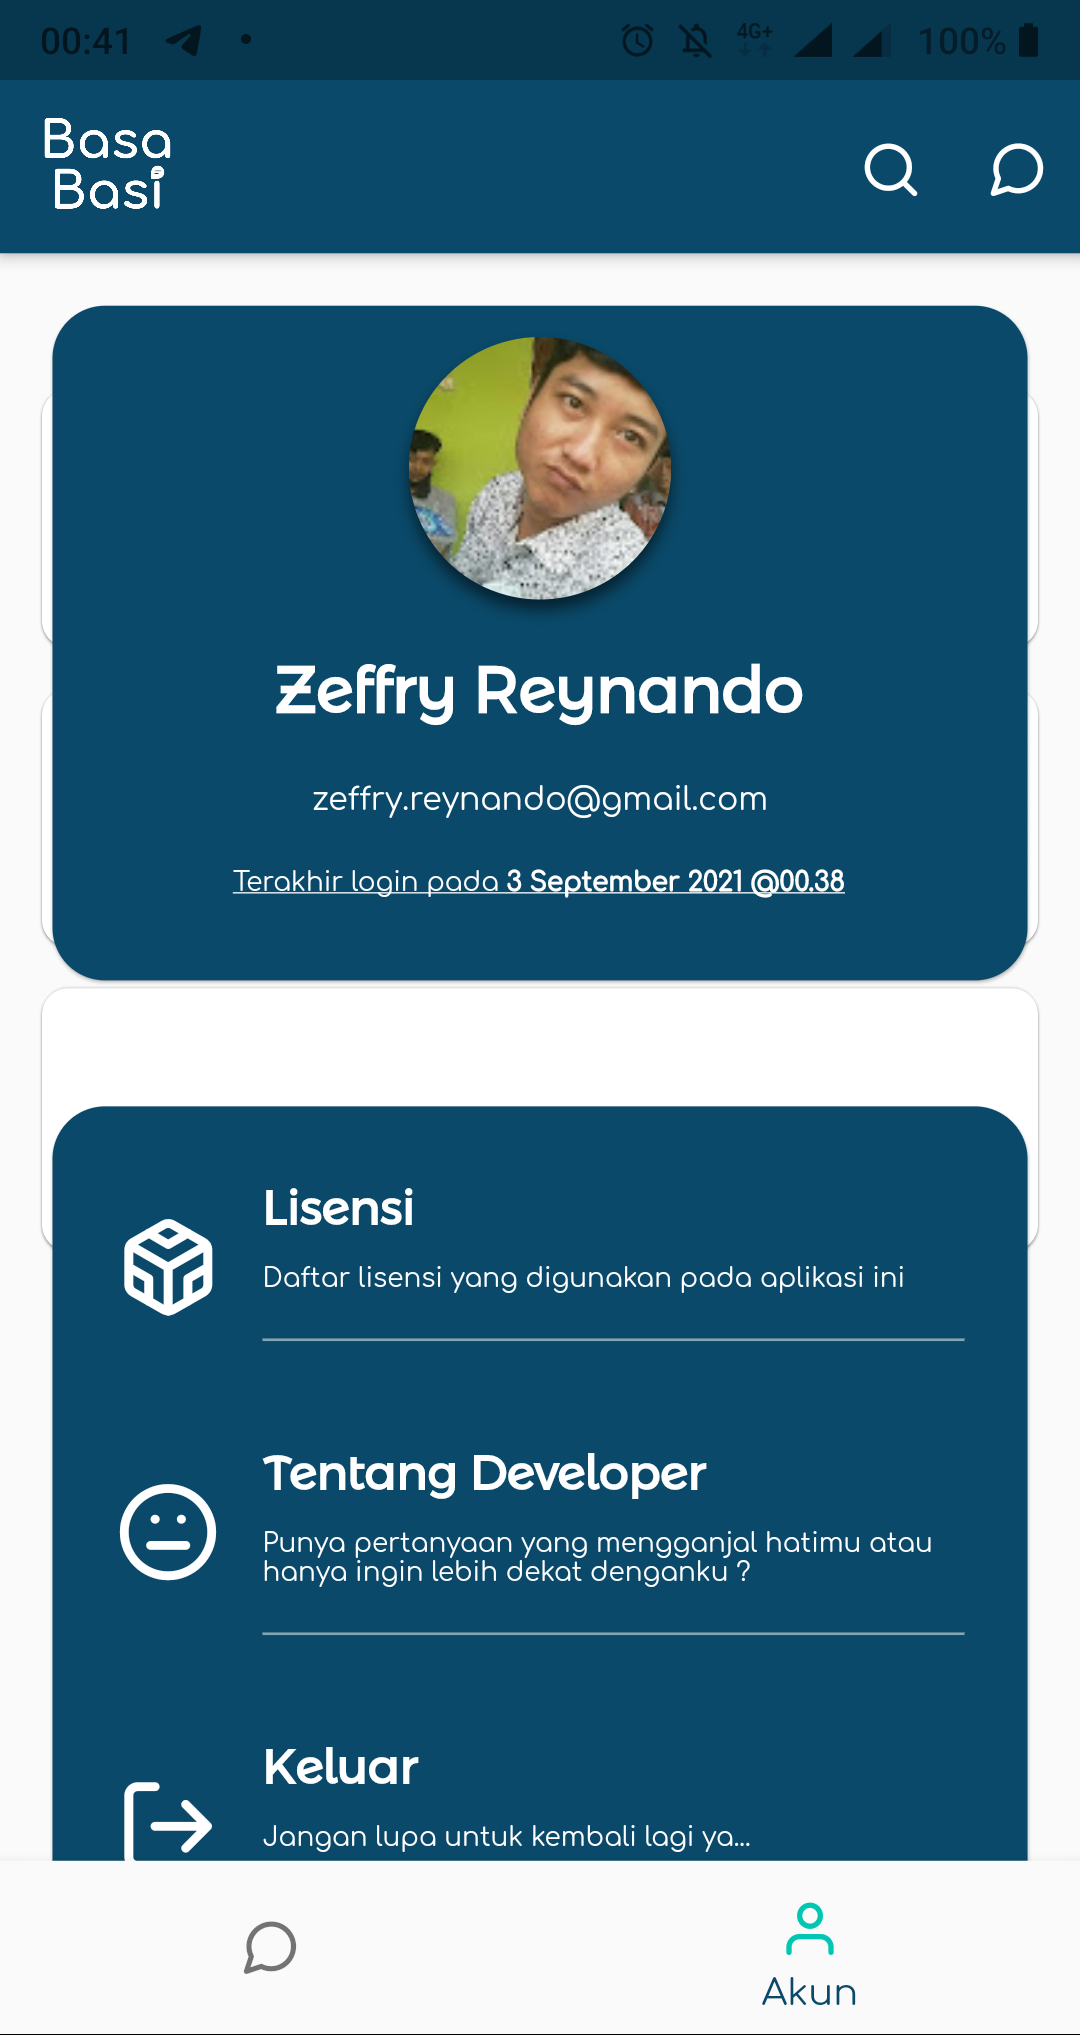 00:41
4G+
100%
Basa
Basi
Zeffry Reynando
zeffry.reynando@gmail.com
Terakhir login pada 3 September 2021 @00.38
Lisensi
Daftar lisensi yang digunakan pada aplikasi ini
Tentang Developer
Punya pertanyaan yang mengganjal hatimu atau
hanya ingin lebih dekat denganku ?
Keluar
Jangan lupa untuk kembali lagi ya...
Akun